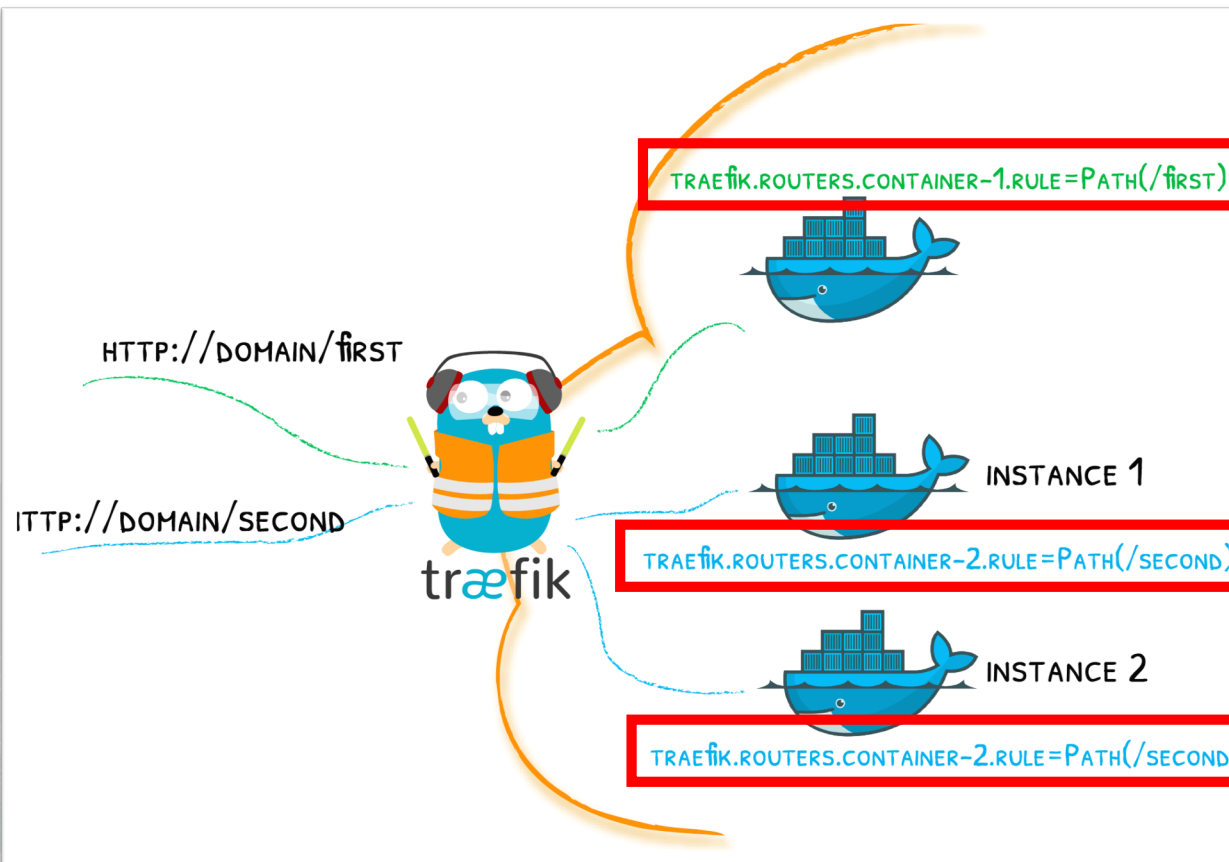 TRAEFIK.ROUTERS.CONTAINER-1.RULE=PATH(/FIRST)
HTTP://DOMAIN/FIRST
INSTANCE 1
TTP://DOMAIN/SECOND
TRAEFIK.ROUTERS.CONTAINER-2.RULE=PATH(/SECOND)
træfik
INSTANCE 2
TRAEFIK.ROUTERS.CONTAINER-2.RULE=PATH(/SECOND